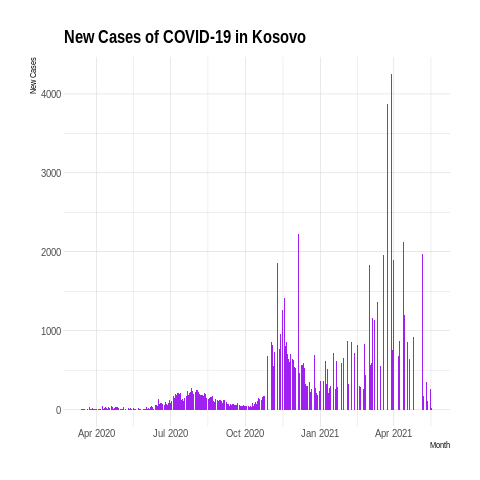 New Cases of COVID-19 in Kosovo
New Cases
4000
3000
2000
1000
0
Apr 2020 Jul 2020 Oct 2020 Jan 2021 Apr 2021
Month